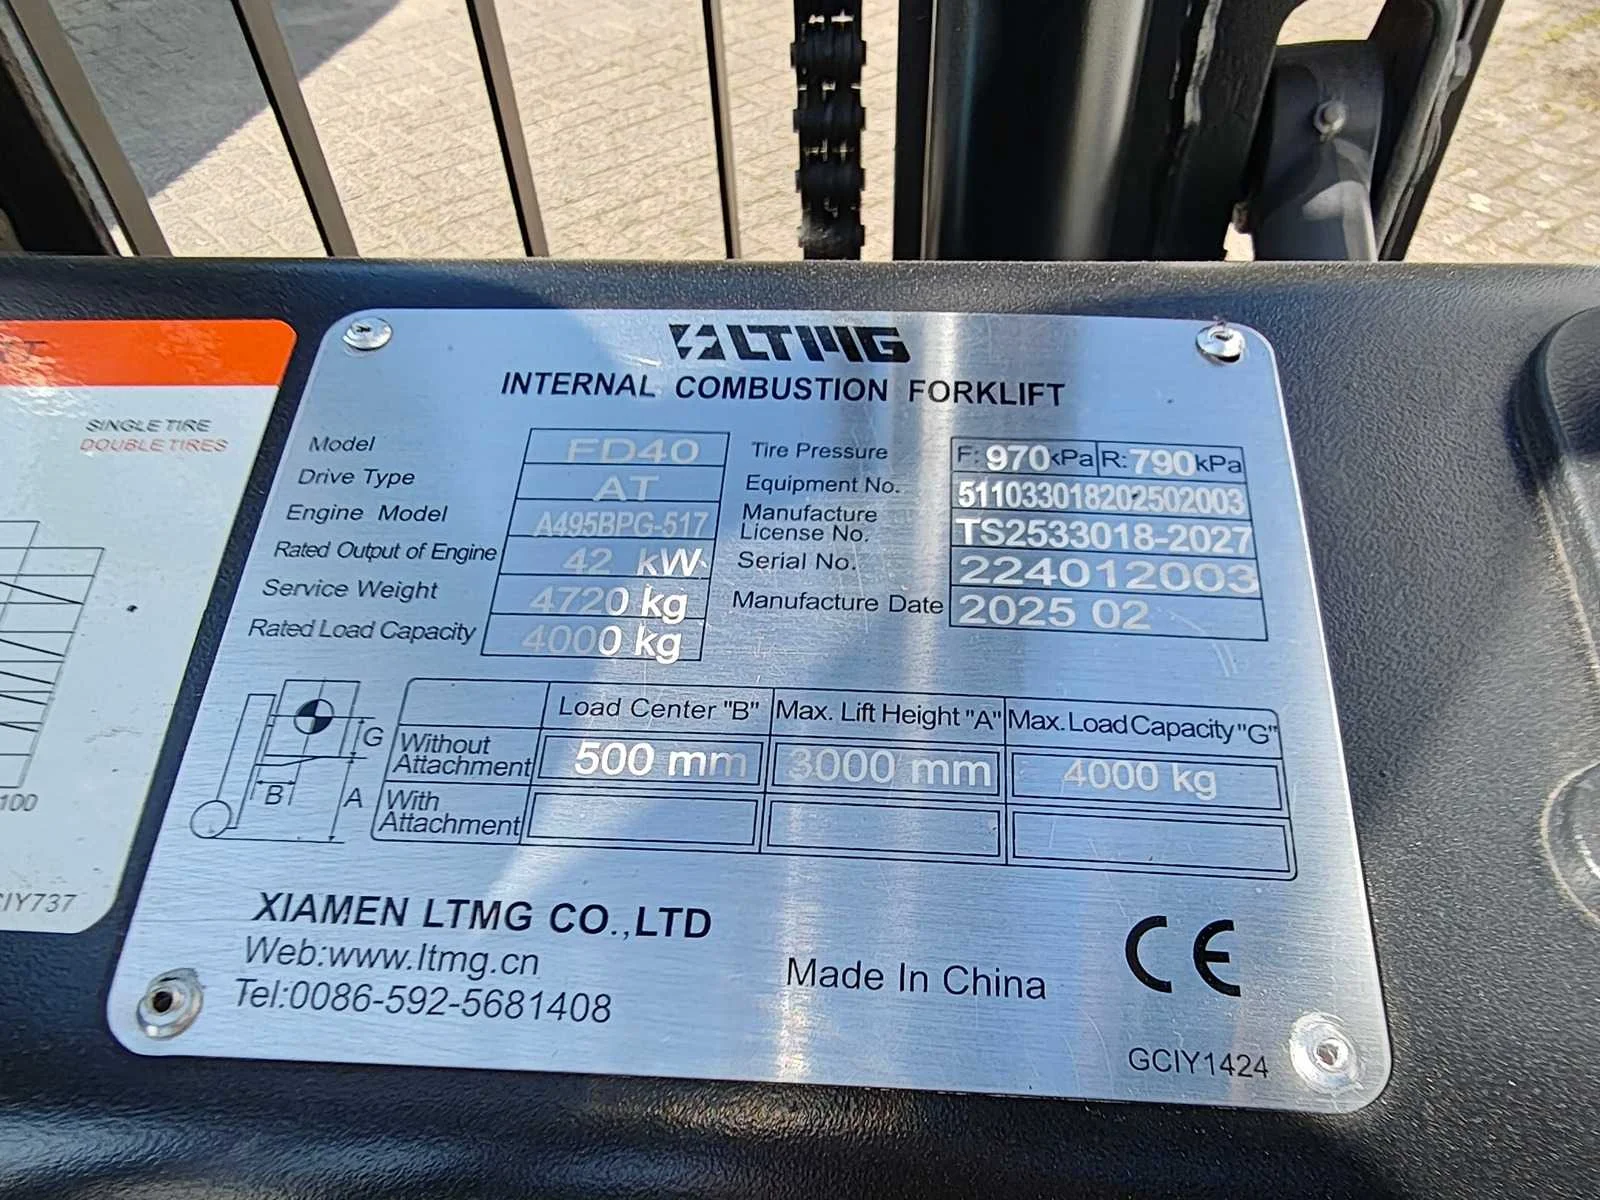 SINGLE TIRE
DOUBLE TIRES
100
CIY737
LTMG
INTERNAL COMBUSTION FORKLIFT
Model FD40
Drive Type AT
Engine Model A495BPG-517
Rated Output of Engine 42 kW
Service Weight 4720 kg
Rated Load Capacity 4000 kg
Tire Pressure F: 970 kPa R: 790 kPa
Equipment No. 511033018202502003
Manufacture
License No. TS2533018-2027
Serial No. 224012003
Manufacture Date 2025 02
G
B
A
Load Center "B" Max. Lift Height "A" Max. Load Capacity "G"
Without
Attachment 500 mm 3000 mm 4000 kg
With
Attachment
XIAMEN LTMG CO.,LTD
Web:www.ltmg.cn
Tel:0086-592-5681408
Made In China
CE
GCIY1424